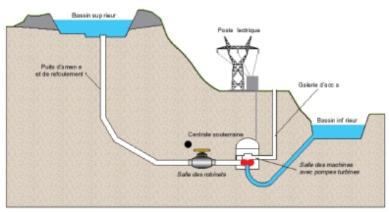 Bassin sup rieur
Poste lectrique
Puits d'amen e
et de refoulement
Galerie d'acc s
Bassin inf rieur
Centrale souterraine
Salle des robinets
Salle des machines
avec pompes turbines